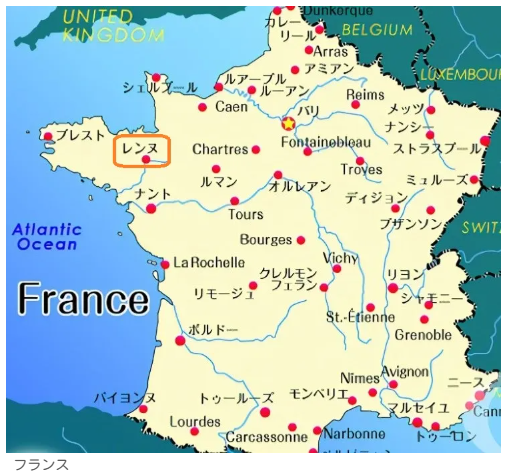 UNITED
KINGDOM
Dunkerque
カレー
リール
BELGIUM
Arras
アミアン
LUXEMBOU
シェルブール
ルアーブル
ルーアン
Caen
パリ
Reims
メッツ
ナンシー
ストラスブール
ブレスト
レンヌ
Chartres
Fontainebleau
Troyes
ルマン
オルレアン
ミュルーズ
ナント
Tours
ディジョン
ブザンソン
Atlantic
Ocean
Bourges
SWIT
La Rochelle
Vichy
クレルモン
フェラン
リヨン
リモージュ
シャモニー
France
St.-Étienne
Grenoble
ボルドー
Avignon
Nîmes
ニース
バイヨンヌ
トゥールーズ
モンペリエ
マルセイユ
Cann
Lourdes
Carcassonne
Narbonne
トゥーロン
フランス